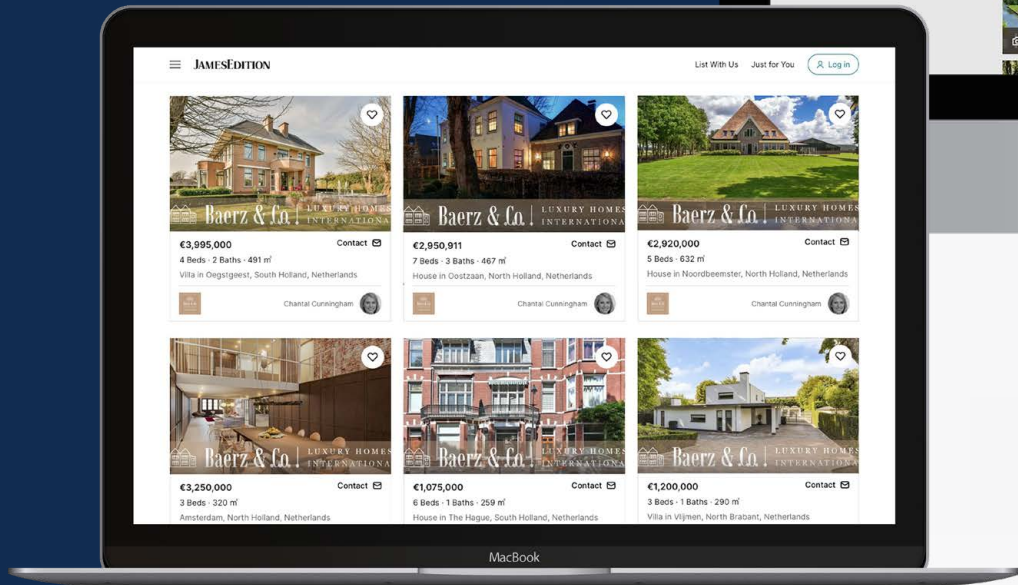 JAMESEDITION
List With Us
Just for You
Log in
Baerz & Co. LUXURY HOMES
INTERNATIONA
Baerz & Co. LUXURY HOMES
INTERNATIONA
Baerz & Co. LUXURY HOMES
INTERNATIONA
€3,995,000
Contact
4 Beds · 2 Baths · 491 m²
Villa in Oegstgeest, South Holland, Netherlands
Chantal Cunningham
€2,950,911
Contact
7 Beds · 3 Baths · 467 m²
House in Oostzaan, North Holland, Netherlands
Chantal Cunningham
€2,920,000
Contact
5 Beds · 632 m²
House in Noordbeemster, North Holland, Netherlands
Chantal Cunningham
Baerz & Co. LUXURY HOMES
INTERNATIONA
Baerz & Co. LUXURY HOMES
INTERNATIONA
Baerz & Co. LUXURY HOMES
INTERNATIONA
€3,250,000
Contact
3 Beds · 320 m²
Amsterdam, North Holland, Netherlands
€1,075,000
Contact
6 Beds · 1 Baths · 259 m²
House in The Hague, South Holland, Netherlands
€1,200,000
Contact
3 Beds · 1 Baths · 290 m²
Villa in Vlijmen, North Brabant, Netherlands
MacBook